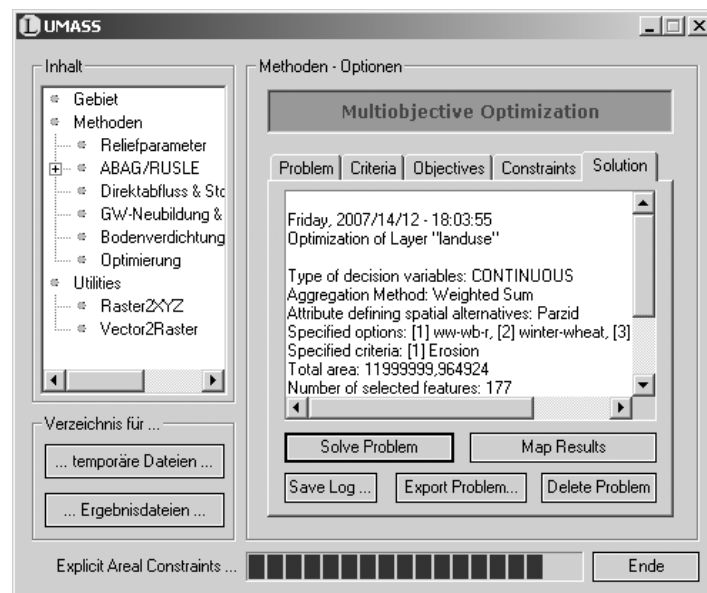 UMASS
Inhalt
Gebiet
Methoden
Reliefparameter
ABAG/RUSLE
Direktabfluss & Sto
GW-Neubildung &
Bodenverdichtung
Optimierung
Utilities
Raster2XYZ
Vector2Raster
Verzeichnis für ...
... temporäre Dateien ...
... Ergebnisdateien ...
Methoden - Optionen
Multiobjective Optimization
Problem Criteria Objectives Constraints Solution
Friday, 2007/14/12 - 18:03:55
Optimization of Layer "landuse"
Type of decision variables: CONTINUOUS
Aggregation Method: Weighted Sum
Attribute defining spatial alternatives: Parzid
Specified options: [1] ww-wb-r, [2] winter-wheat, [3]
Specified criteria: [1] Erosion
Total area: 11999999,964924
Number of selected features: 177
Solve Problem Map Results
Save Log ... Export Problem... Delete Problem
Explicit Areal Constraints ... Ende